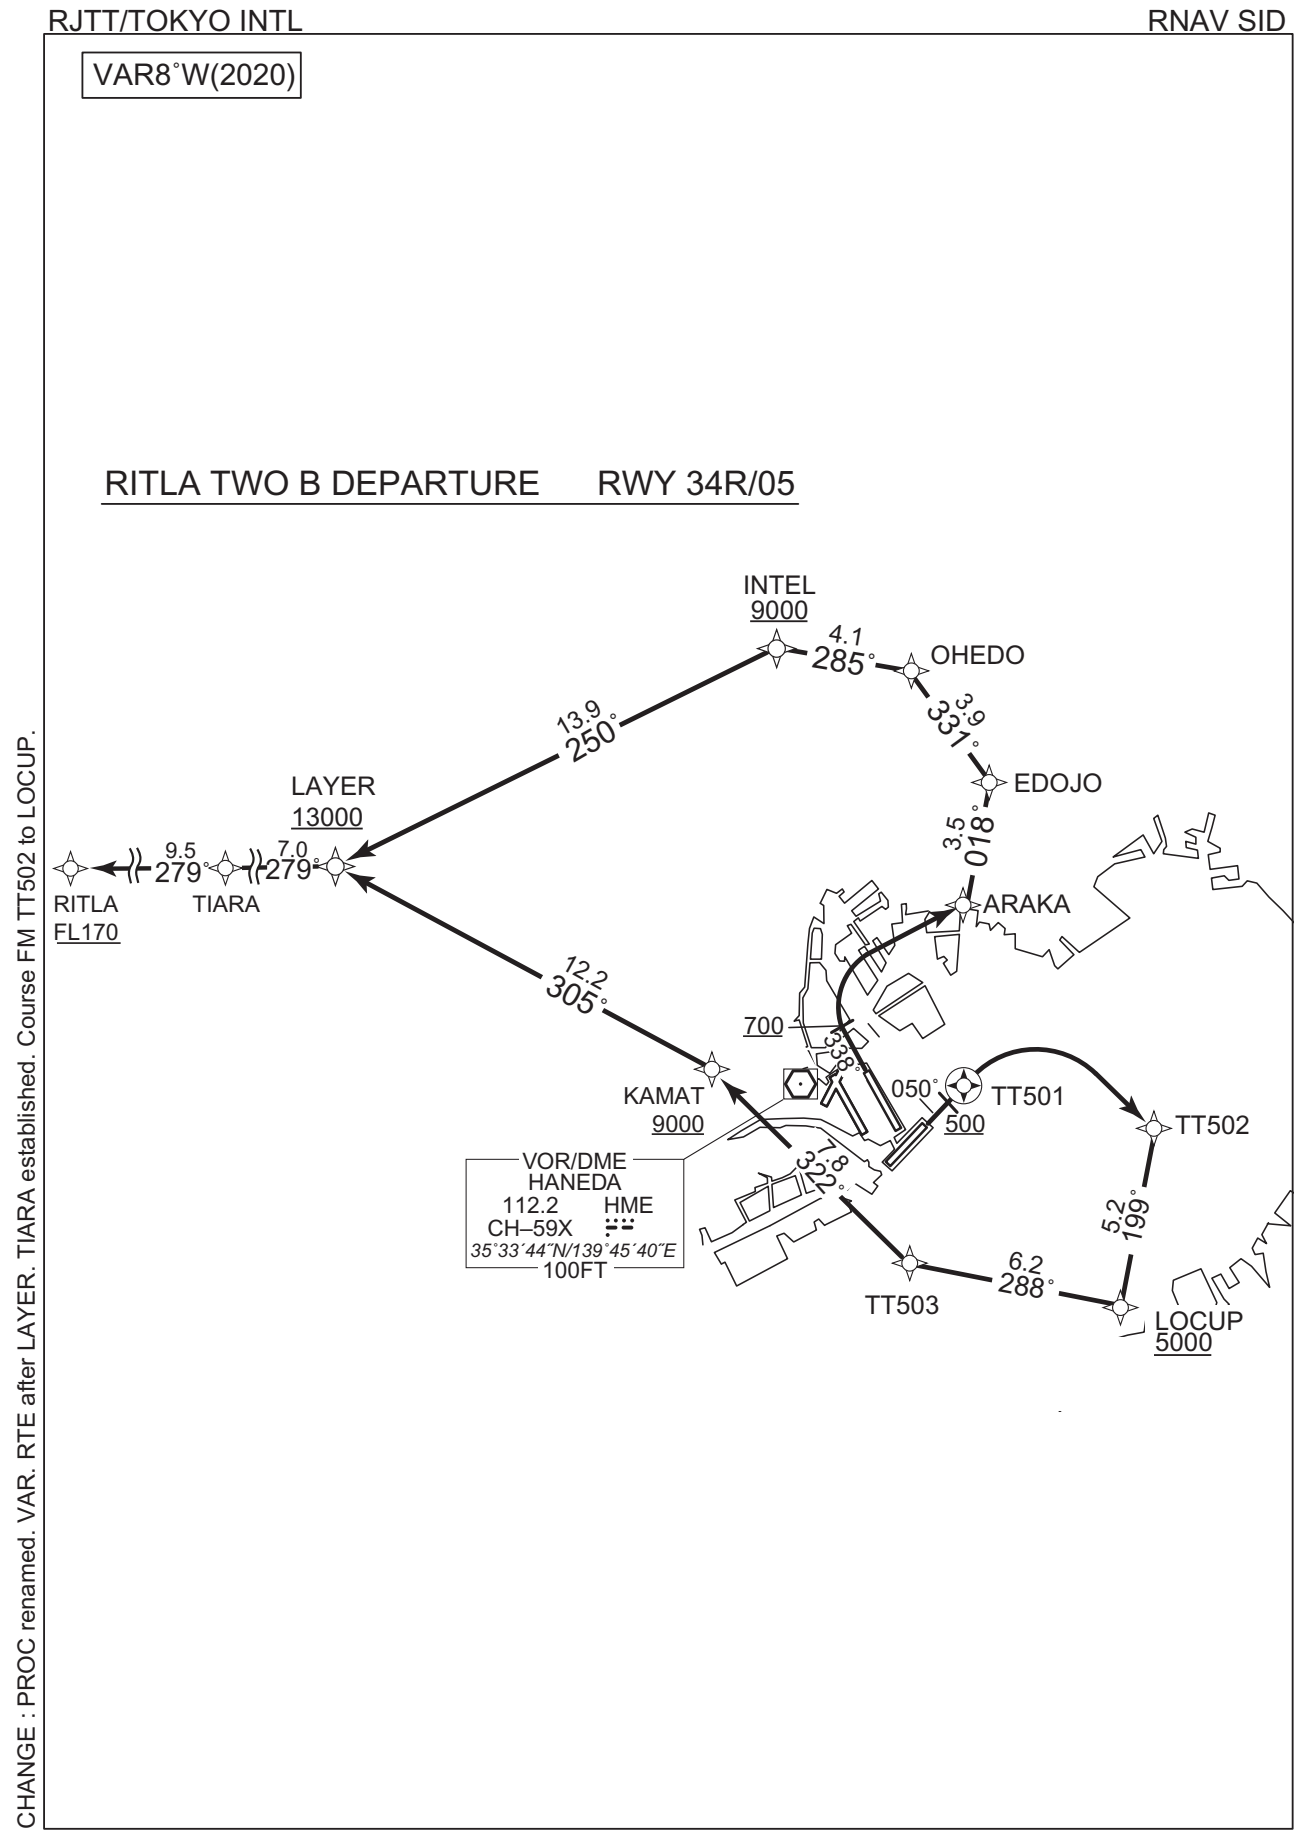 RJTT/TOKYO INTL
RNAV SID
VAR8˚W(2020)
RITLA TWO B DEPARTURE RWY 34R/05
INTEL
9000
4.1
285˚
OHEDO
3.9
331˚
13.9
250˚
EDOJO
LAYER
13000
3.5
018˚
9.5
279˚
7.0
279˚
RITLA
FL170
TIARA
ARAKA
12.2
305˚
700
338˚
KAMAT
9000
050˚
TT501
500
TT502
7.8
322˚
VOR/DME
HANEDA
112.2 HME
CH–59X
35˚33´44˝N/139˚45´40˝E
100FT
5.2
199˚
6.2
288˚
TT503
LOCUP
5000
CHANGE : PROC renamed. VAR. RTE after LAYER. TIARA established. Course FM TT502 to LOCUP.